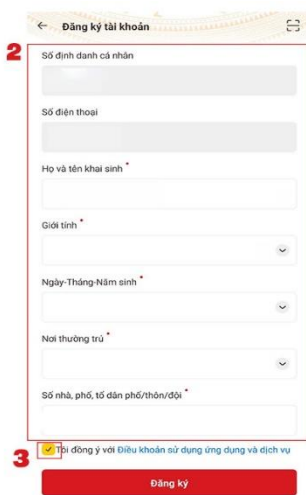 Đăng ký tài khoản
2
Số định danh cá nhân
Số điện thoại
Họ và tên khai sinh *
Giới tính *
Ngày-Tháng-Năm sinh *
Nơi thường trú *
Số nhà, phố, tổ dân phố/thôn/đội *
3
Tôi đồng ý với Điều khoản sử dụng ứng dụng và dịch vụ
Đăng ký